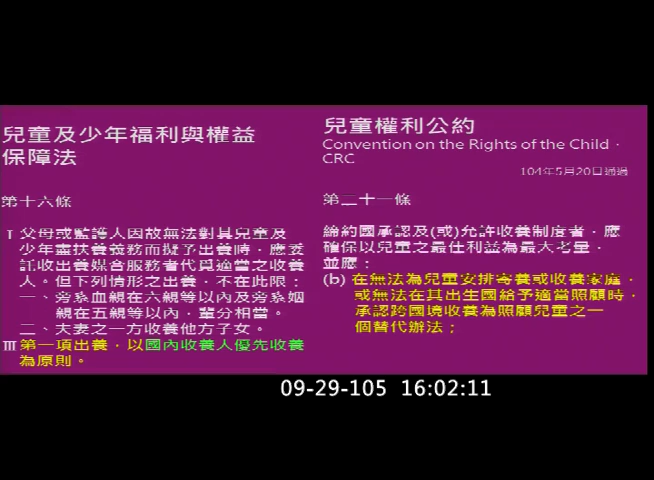 兒童及少年福利與權益
保障法
第十六條
I 父母或監護人因故無法對其兒童及
少年盡扶養義務而擬予出養時，應委
託收出養媒合服務者代覓適當之收養
人。但下列情形之出養，不在此限：
一、旁系血親在六親等以內及旁系姻
親在五親等以內，輩分相當。
二、夫妻之一方收養他方子女。
III 第一項出養，以國內收養人優先收養
為原則。
兒童權利公約
Convention on the Rights of the Child，
CRC
104年5月20日通過
第二十一條
締約國承認及(或)允許收養制度者，應
確保以兒童之最佳利益為最大考量，
並應：
(b) 在無法為兒童安排寄養或收養家庭，
或無法在其出生國給予適當照顧時，
承認跨國境收養為照顧兒童之一
個替代辦法；
09-29-105 16:02:11